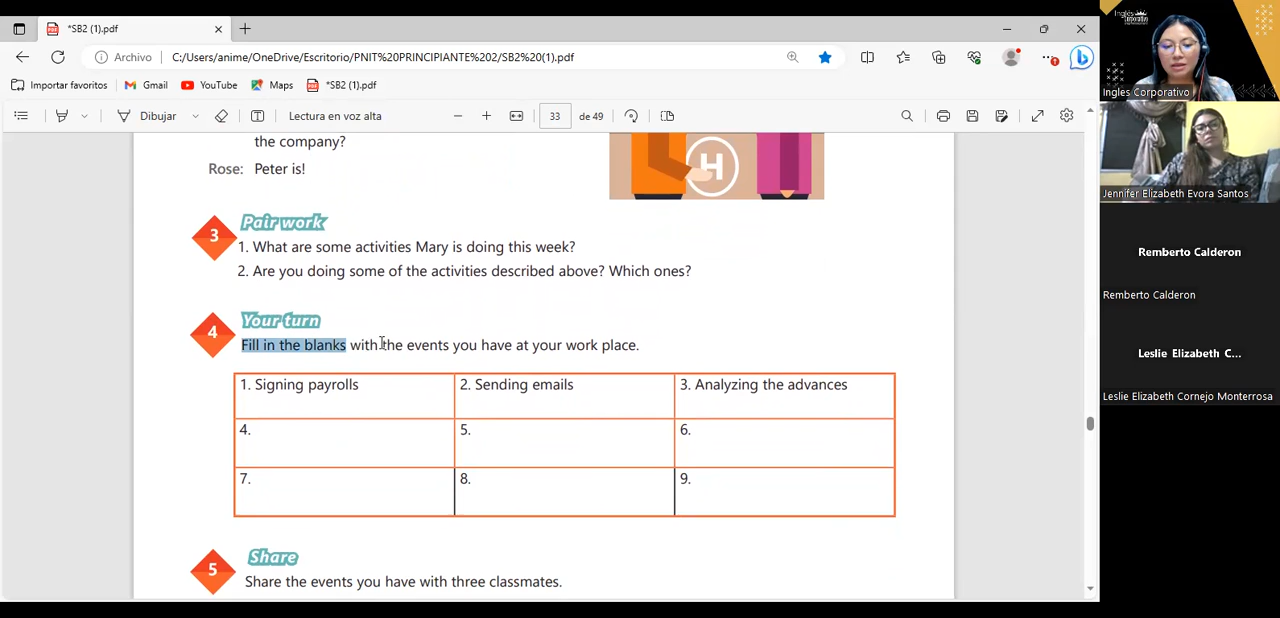 *SB2 (1).pdf
Archivo C:/Users/anime/OneDrive/Escritorio/PNIT%20PRINCIPIANTE%202/SB2%20(1).pdf
Importar favoritos Gmail YouTube Maps *SB2 (1).pdf
Dibujar Lectura en voz alta 33 de 49
the company?
Rose: Peter is!
H
3 Pair work
1. What are some activities Mary is doing this week?
2. Are you doing some of the activities described above? Which ones?
4 Your turn
Fill in the blanks with the events you have at your work place.
1. Signing payrolls 2. Sending emails 3. Analyzing the advances
4. 5. 6.
7. 8. 9.
5 Share
Share the events you have with three classmates.
Inglés
Corporativo
Ingles Corporativo
Jennifer Elizabeth Evora Santos
Remberto Calderon
Remberto Calderon
Leslie Elizabeth C...
Leslie Elizabeth Cornejo Monterrosa